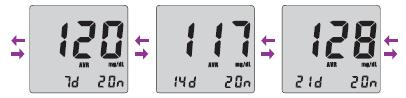 120
AVR mg/dL
7d 20n
117
AVR mg/dL
14d 20n
128
AVR mg/dL
21d 20n